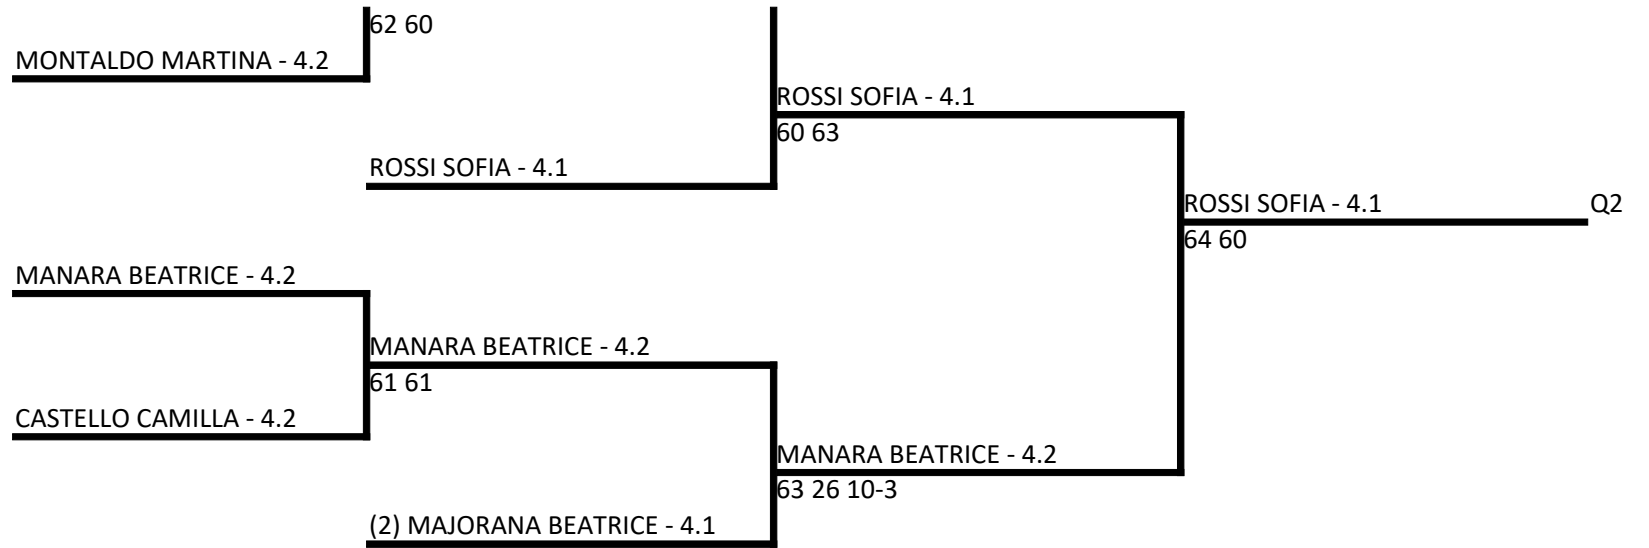 62 60
MONTALDO MARTINA - 4.2
ROSSI SOFIA - 4.1
60 63
ROSSI SOFIA - 4.1
ROSSI SOFIA - 4.1
Q2
64 60
MANARA BEATRICE - 4.2
MANARA BEATRICE - 4.2
61 61
CASTELLO CAMILLA - 4.2
MANARA BEATRICE - 4.2
63 26 10-3
(2) MAJORANA BEATRICE - 4.1